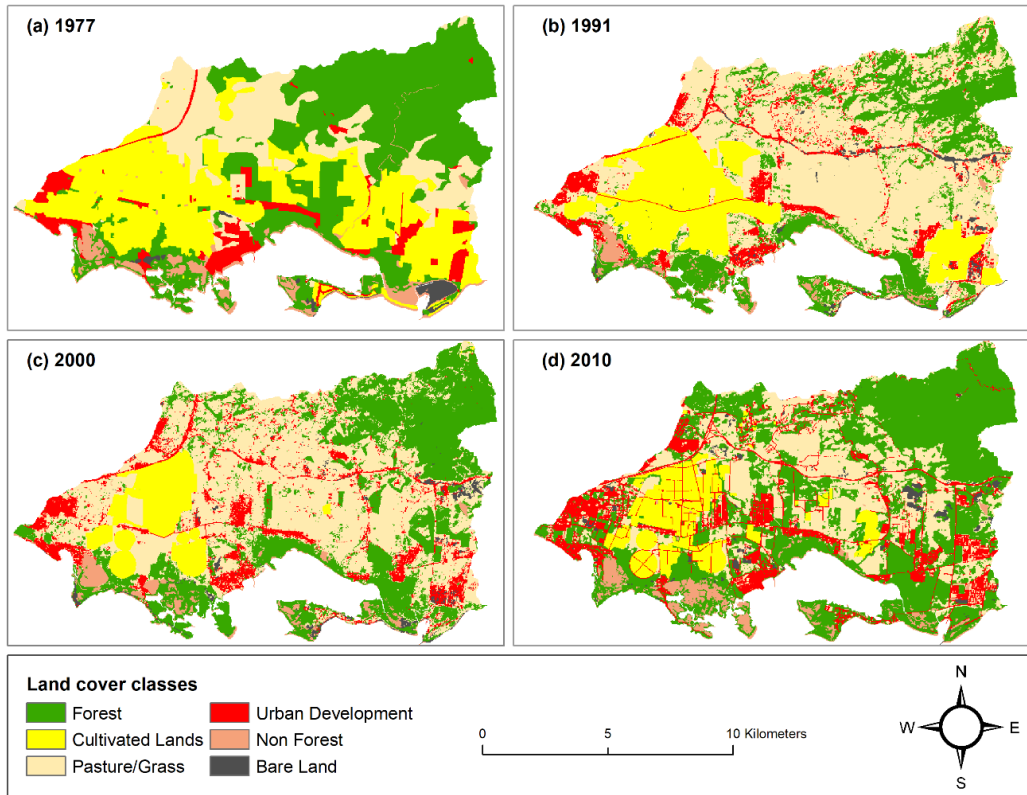 (a) 1977
(b) 1991
(c) 2000
(d) 2010
Land cover classes
Forest
Urban Development
Cultivated Lands
Non Forest
Pasture/Grass
Bare Land
0 5 10 Kilometers
N
W E
S